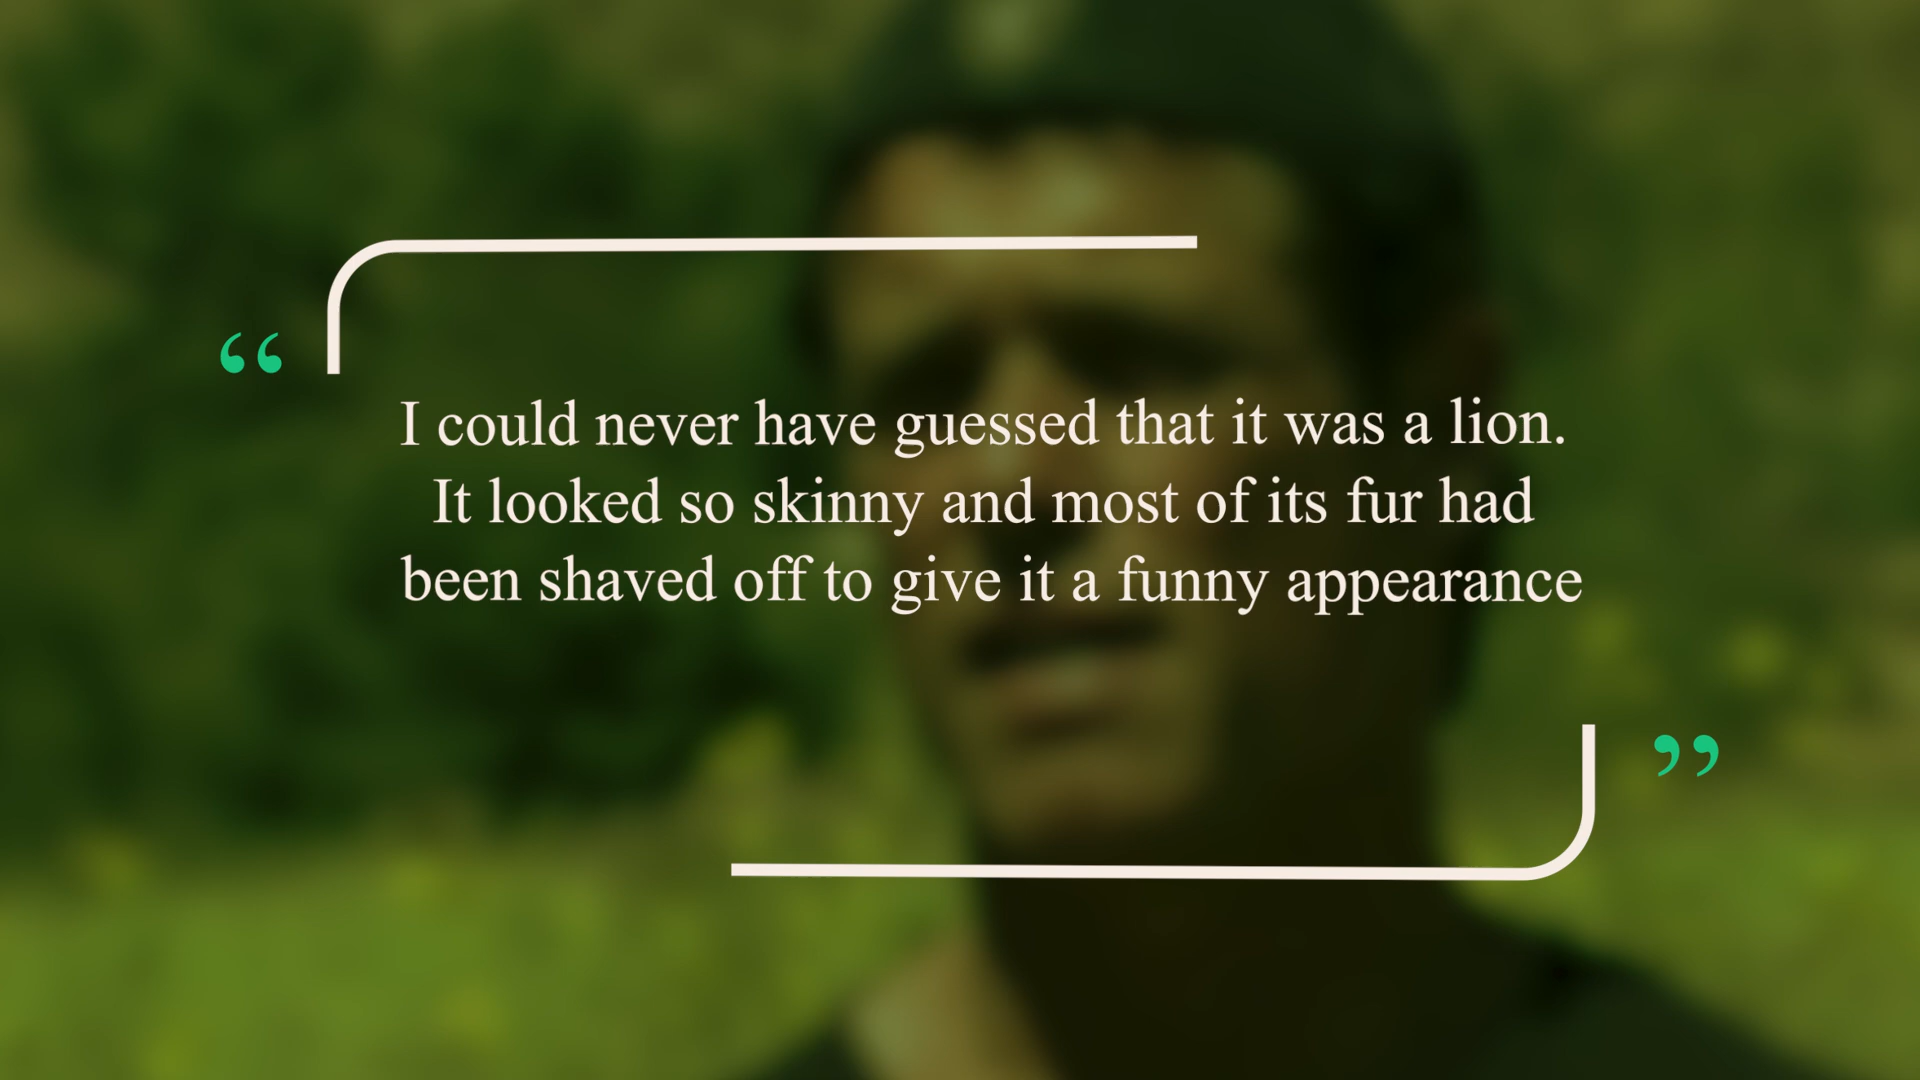 “
I could never have guessed that it was a lion.
It looked so skinny and most of its fur had
been shaved off to give it a funny appearance
”